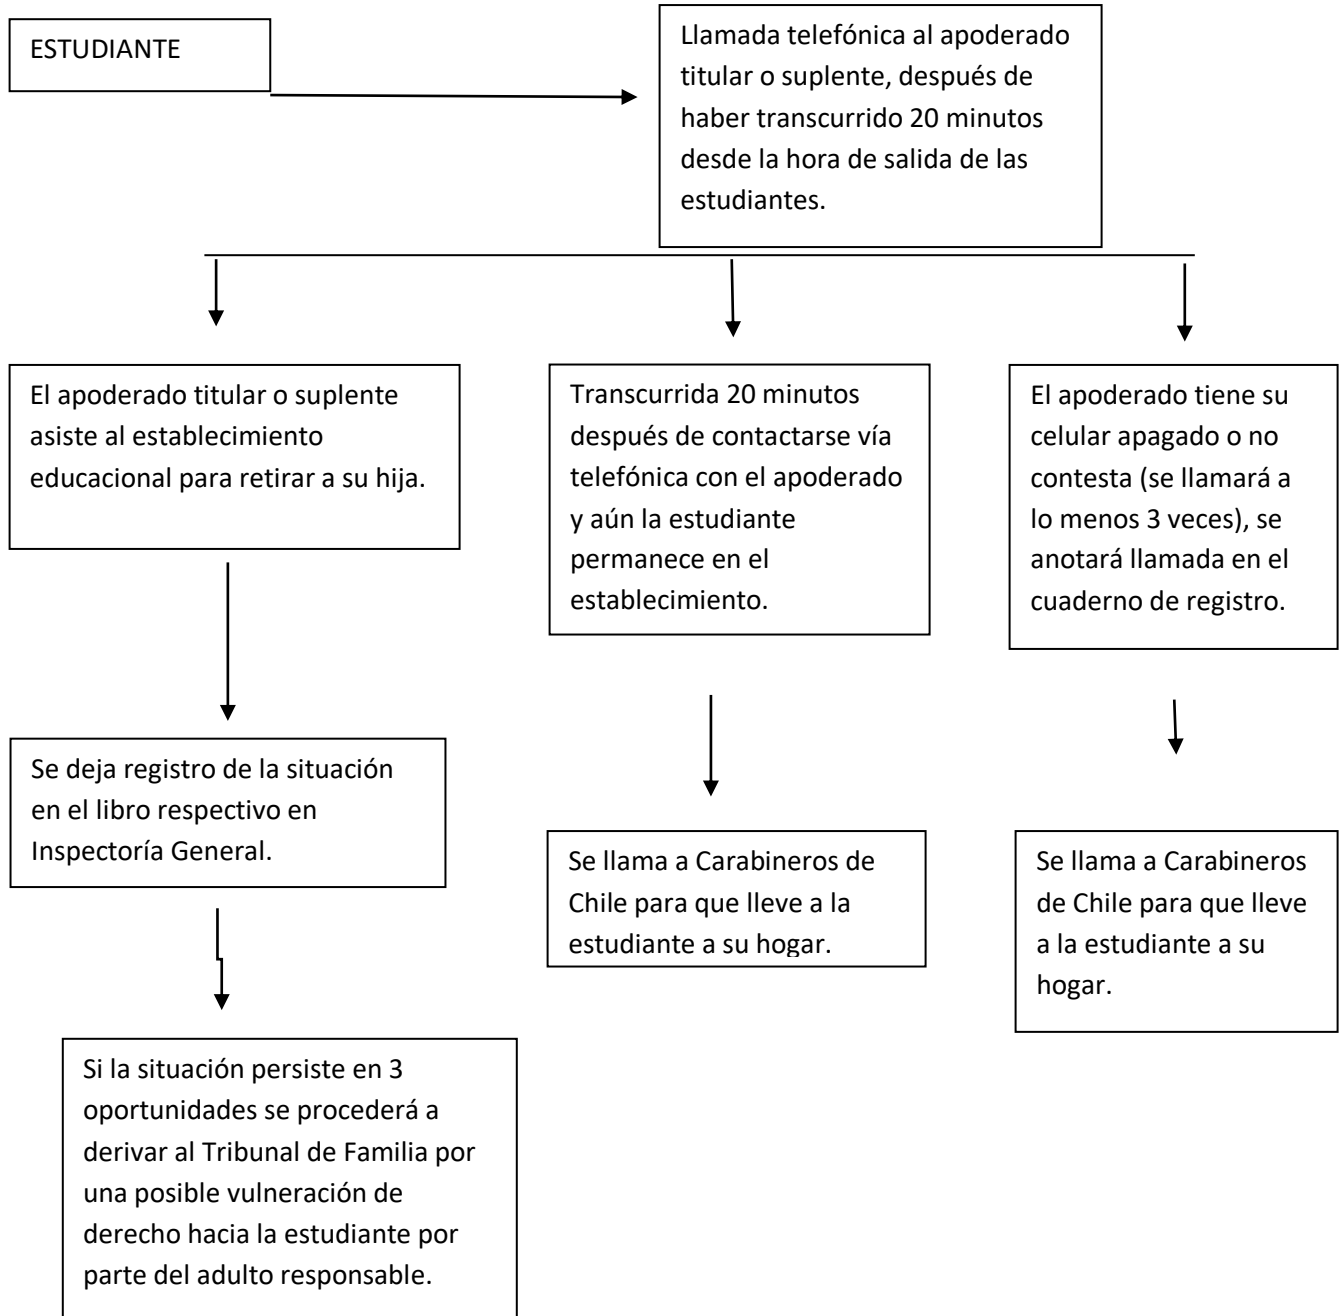 ESTUDIANTE
Llamada telefónica al apoderado
titular o suplente, después de
haber transcurrido 20 minutos
desde la hora de salida de las
estudiantes.
El apoderado titular o suplente
asiste al establecimiento
educacional para retirar a su hija.
Transcurrida 20 minutos
después de contactarse vía
telefónica con el apoderado
y aún la estudiante
permanece en el
establecimiento.
El apoderado tiene su
celular apagado o no
contesta (se llamará a
lo menos 3 veces), se
anotará llamada en el
cuaderno de registro.
Se deja registro de la situación
en el libro respectivo en
Inspectoría General.
Se llama a Carabineros de
Chile para que lleve a la
estudiante a su hogar.
Se llama a Carabineros
de Chile para que lleve
a la estudiante a su
hogar.
Si la situación persiste en 3
oportunidades se procederá a
derivar al Tribunal de Familia por
una posible vulneración de
derecho hacia la estudiante por
parte del adulto responsable.